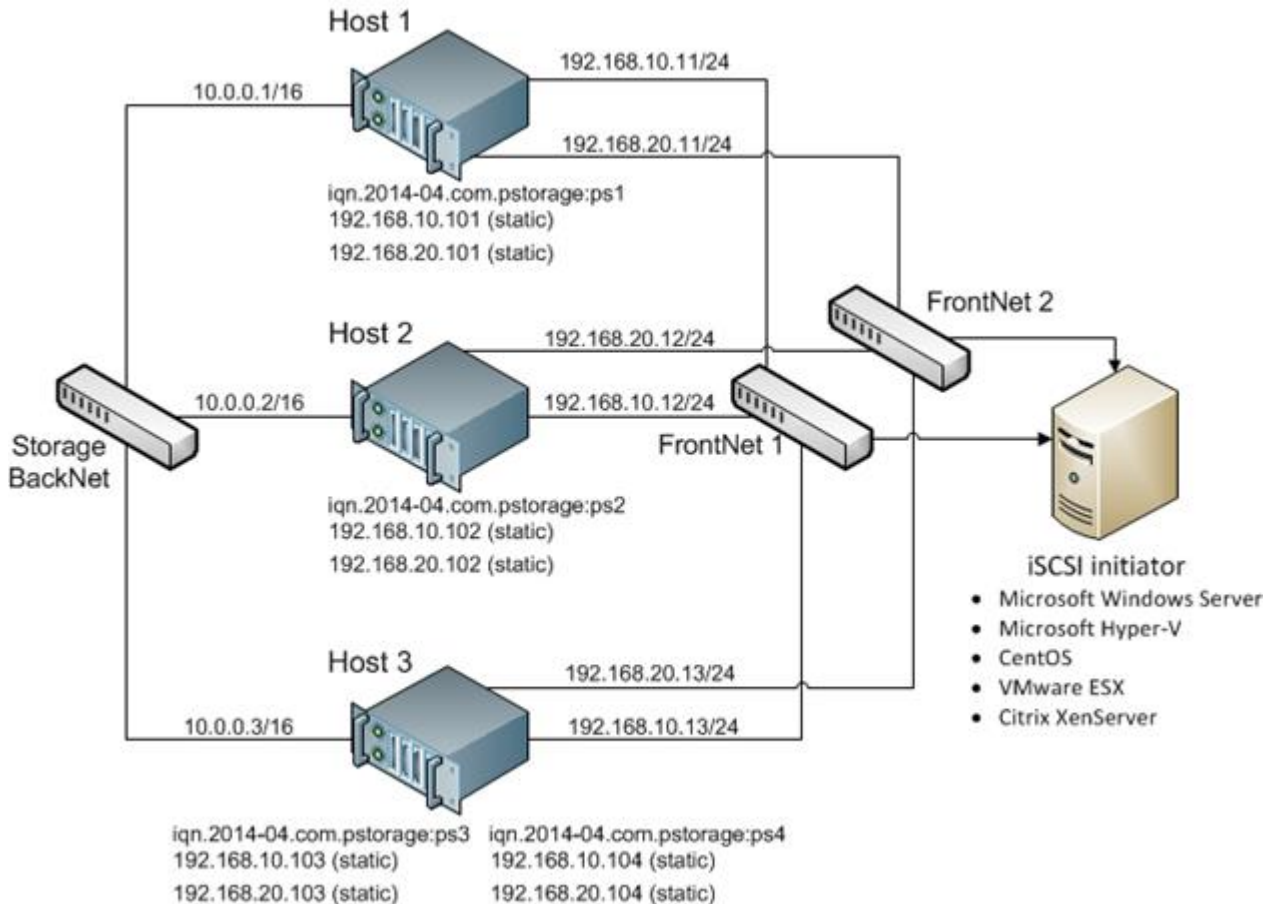 Host 1
192.168.10.11/24
10.0.0.1/16
192.168.20.11/24
iqn.2014-04.com.pstorage:ps1
192.168.10.101 (static)
192.168.20.101 (static)
FrontNet 2
Host 2
192.168.20.12/24
10.0.0.2/16
192.168.10.12/24
Storage
BackNet
FrontNet 1
iqn.2014-04.com.pstorage:ps2
192.168.10.102 (static)
192.168.20.102 (static)
iSCSI initiator
• Microsoft Windows Server
• Microsoft Hyper-V
• CentOS
• VMware ESX
• Citrix XenServer
Host 3
192.168.20.13/24
10.0.0.3/16
192.168.10.13/24
iqn.2014-04.com.pstorage:ps3
192.168.10.103 (static)
192.168.20.103 (static)
iqn.2014-04.com.pstorage:ps4
192.168.10.104 (static)
192.168.20.104 (static)